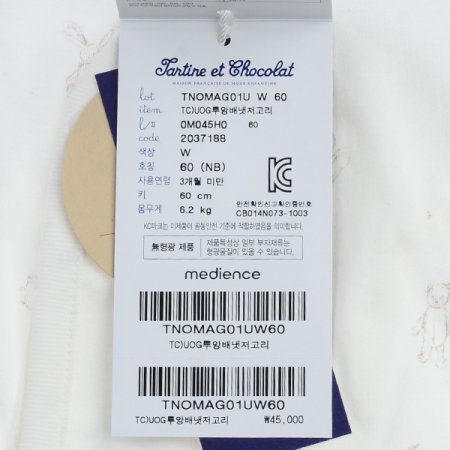 Tartine et Chocolat
MAISON FRANÇAISE DE MODE ENFANTINE
lot TNOMAG01U W 60
item TC)UOG투앙배냇저고리
l/II 0M045H0 60
code 2037188
색상 W
호칭 60 (NB)
사용연령 3개월 미만
키 60 cm
몸무게 6.2 kg
안전확인신고확인증번호
CB014N073-1003
KC마크는 이제품이 공통안전 기준에 적합하였음을 의미합니다.
無형광 제품
제품특성상 일부 부자재류는
형광물질이 함유되어 있습니다.
medience
TNOMAG01UW60
TC)UOG투앙배냇저고리
TNOMAG01UW60
TC)UOG투앙배냇저고리 ₩45,000